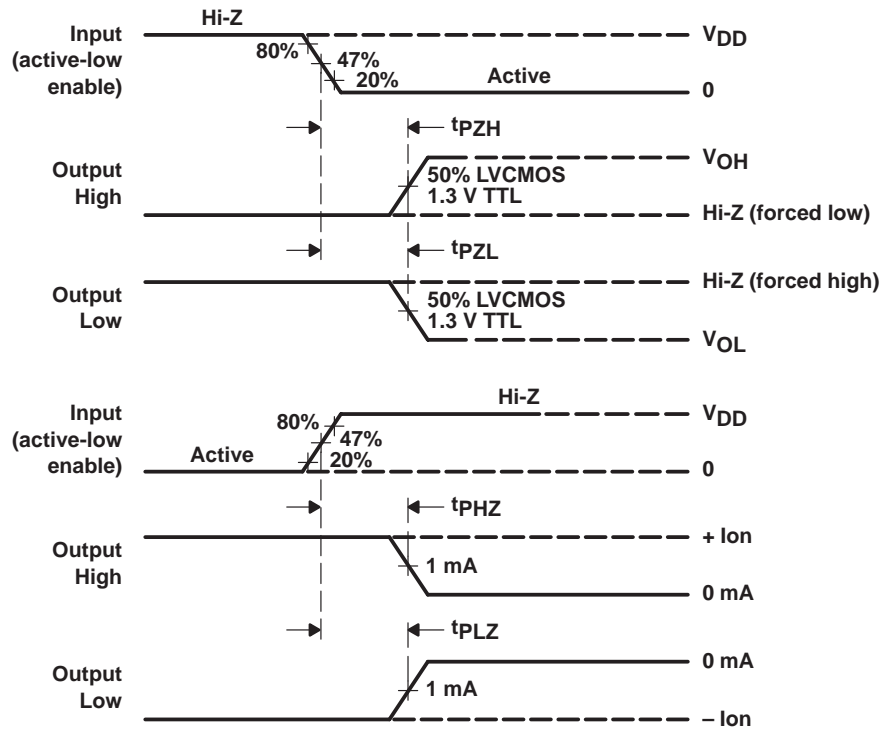 Hi-Z
Input
(active-low
enable)
80%
47%
20%
Active
VDD
0
tPZH
Output
High
50% LVCMOS
1.3 V TTL
VOH
Hi-Z (forced low)
tPZL
Output
Low
50% LVCMOS
1.3 V TTL
Hi-Z (forced high)
VOL
Input
(active-low
enable)
Active
80%
47%
20%
Hi-Z
VDD
0
tPHZ
Output
High
1 mA
+ Ion
0 mA
tPLZ
Output
Low
1 mA
0 mA
– Ion